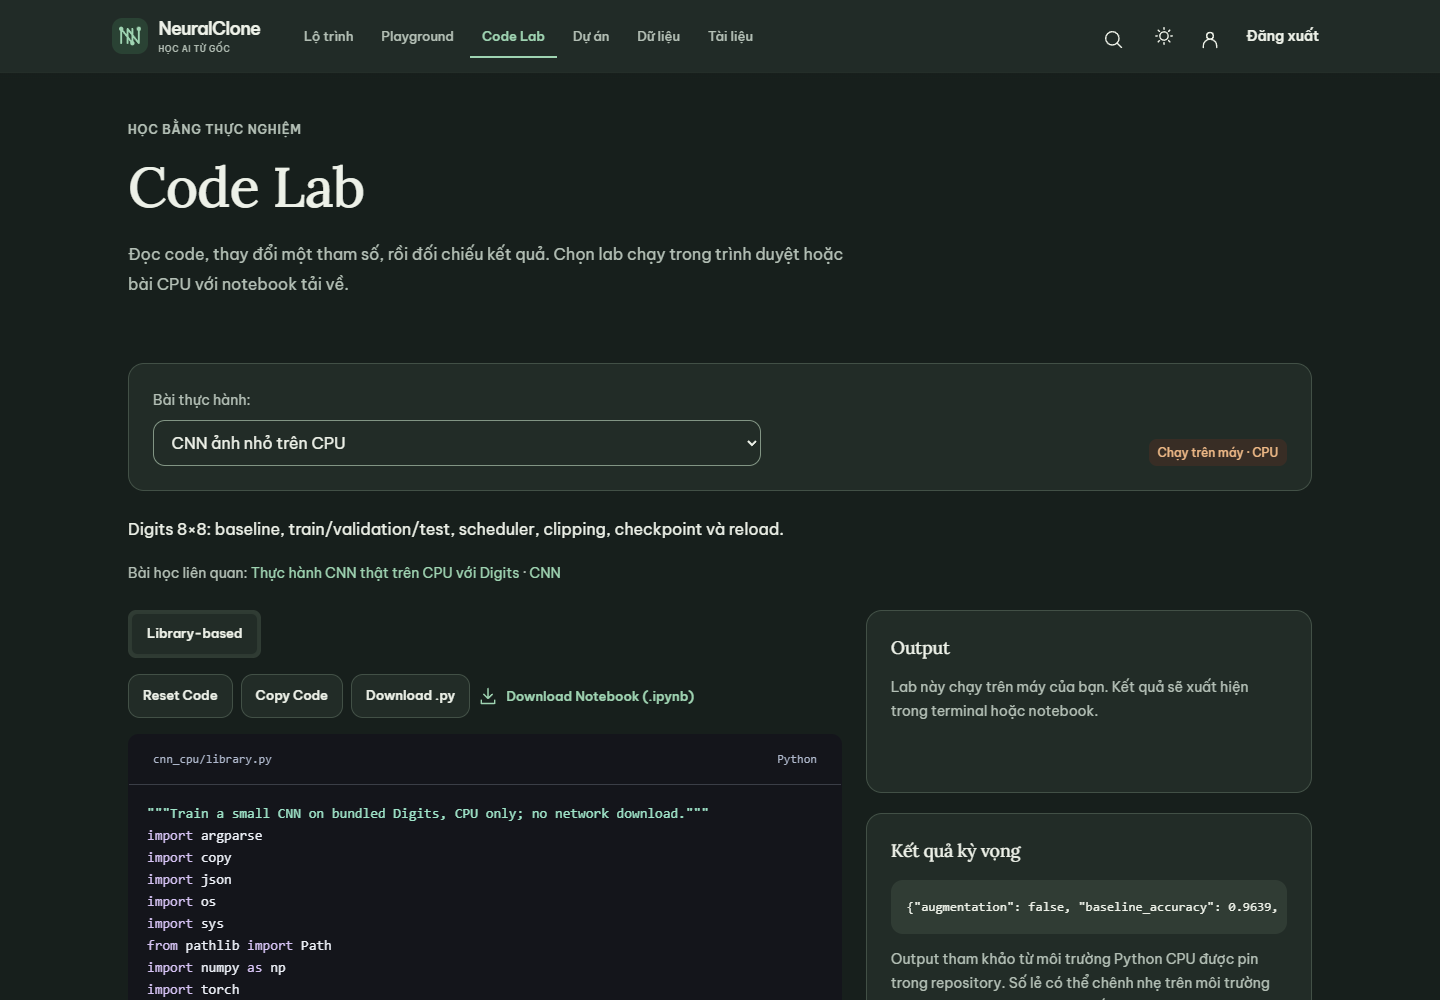 NeuralClone
HỌC AI TỪ GỐC
Lộ trình
Playground
Code Lab
Dự án
Dữ liệu
Tài liệu
Đăng xuất
HỌC BẰNG THỰC NGHIỆM
Code Lab
Đọc code, thay đổi một tham số, rồi đối chiếu kết quả. Chọn lab chạy trong trình duyệt hoặc
bài CPU với notebook tải về.
Bài thực hành:
CNN ảnh nhỏ trên CPU
Chạy trên máy · CPU
Digits 8×8: baseline, train/validation/test, scheduler, clipping, checkpoint và reload.
Bài học liên quan: Thực hành CNN thật trên CPU với Digits · CNN
Library-based
Reset Code
Copy Code
Download .py
Download Notebook (.ipynb)
cnn_cpu/library.py
Python
"""Train a small CNN on bundled Digits, CPU only; no network download."""
import argparse
import copy
import json
import os
import sys
from pathlib import Path
import numpy as np
import torch
Output
Lab này chạy trên máy của bạn. Kết quả sẽ xuất hiện
trong terminal hoặc notebook.
Kết quả kỳ vọng
{"augmentation": false, "baseline_accuracy": 0.9639,
Output tham khảo từ môi trường Python CPU được pin
trong repository. Số lẻ có thể chênh nhẹ trên môi trường